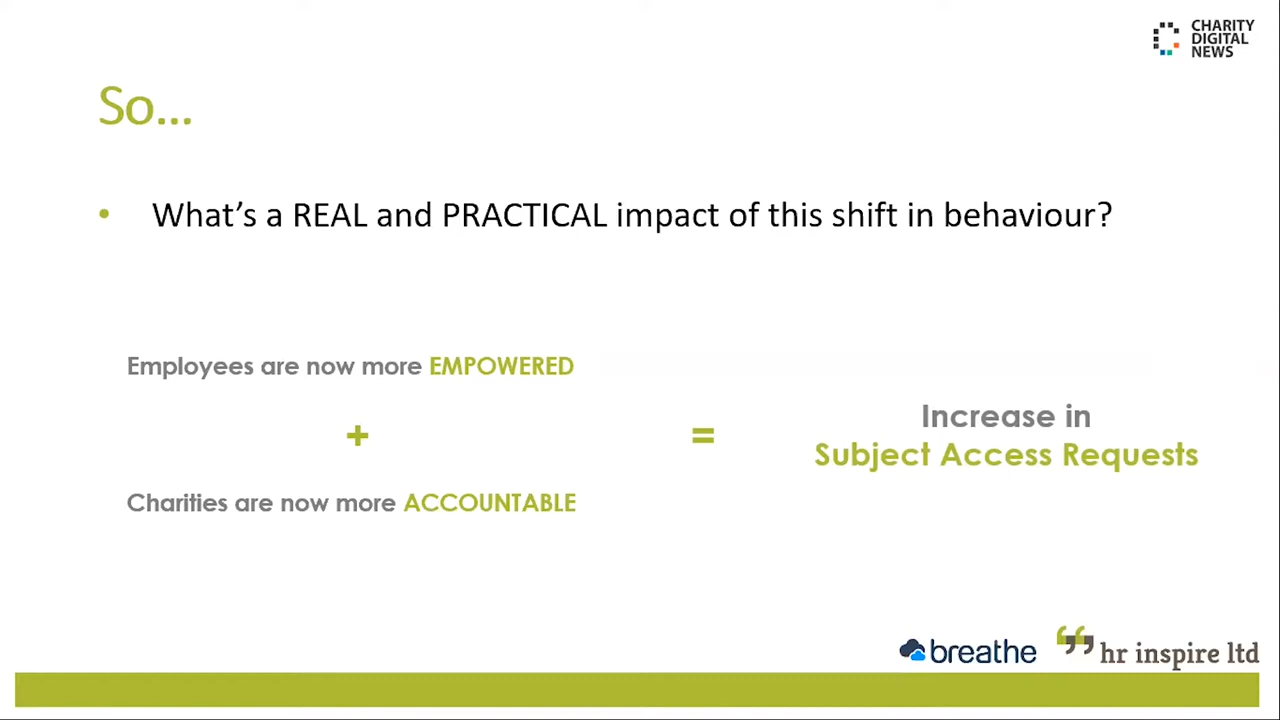 CHARITY
DIGITAL
NEWS
So...
• What’s a REAL and PRACTICAL impact of this shift in behaviour?
Employees are now more EMPOWERED
+
=
Increase in
Subject Access Requests
Charities are now more ACCOUNTABLE
breathe
hr inspire ltd